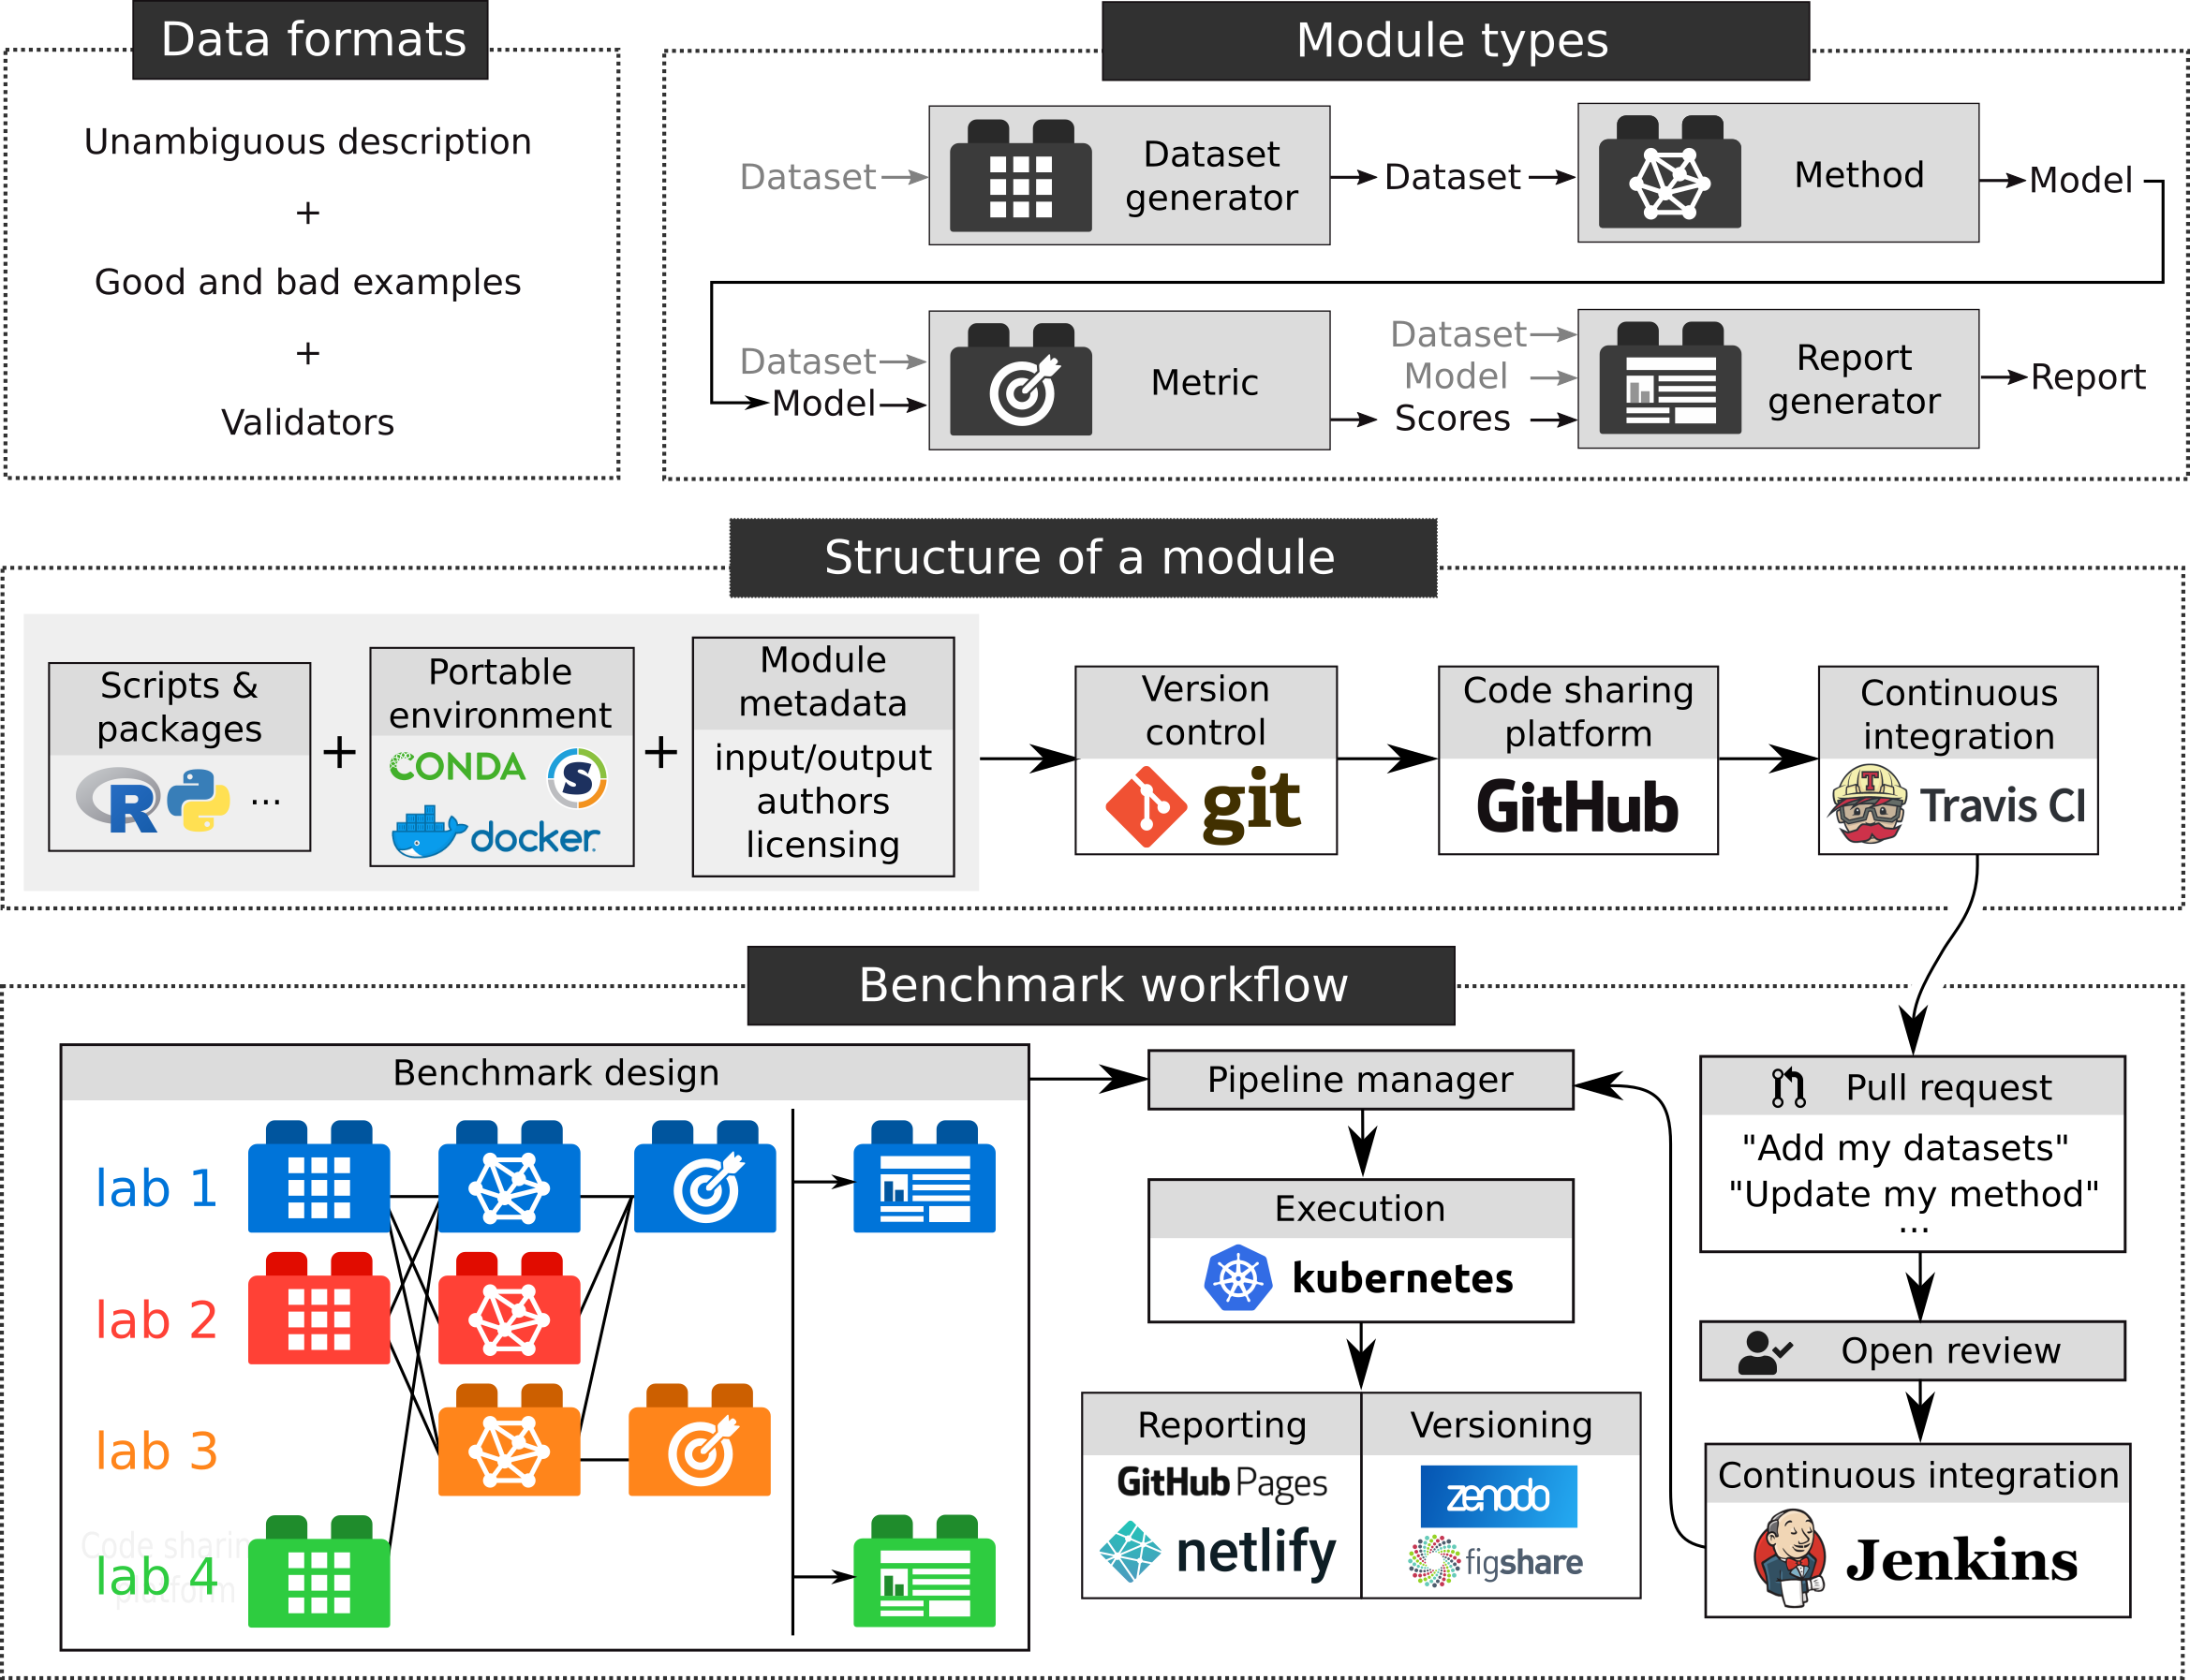 Data formats
Unambiguous description
+
Good and bad examples
+
Validators
Module types
Dataset
Dataset
generator
Dataset
Method
Model
Dataset
Model
Metric
Dataset
Model
Scores
Report
generator
Report
Structure of a module
Scripts &
packages
R
...
+
Portable
environment
CONDA
S
docker
+
Module
metadata
input/output
authors
licensing
Version
control
git
Code sharing
platform
GitHub
Continuous
integration
T
Travis CI
Benchmark workflow
Benchmark design
lab 1
lab 2
lab 3
Code sharin
platform
lab 4
Pipeline manager
Execution
kubernetes
Reporting
GitHub Pages
netlify
Versioning
zenodo
figshare
Pull request
"Add my datasets"
"Update my method"
...
Open review
Continuous integration
Jenkins